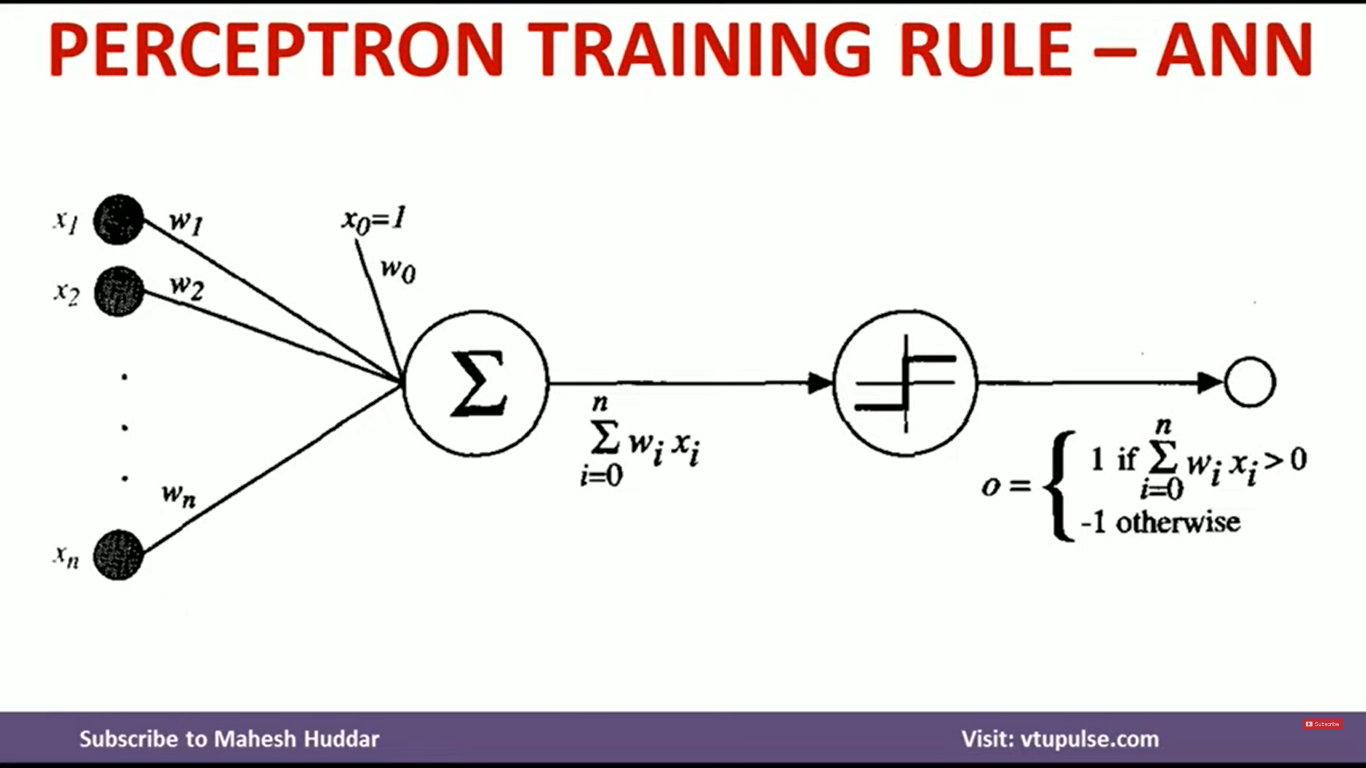 PERCEPTRON TRAINING RULE – ANN
x₁
w₁
x₀=1
w₀
x₂
w₂
Σ
n
Σ wᵢ xᵢ
i=0
wₙ
xₙ
n
o = { 1 if Σ wᵢ xᵢ > 0
i=0
-1 otherwise
Subscribe to Mahesh Huddar
Visit: vtupulse.com
Subscribe